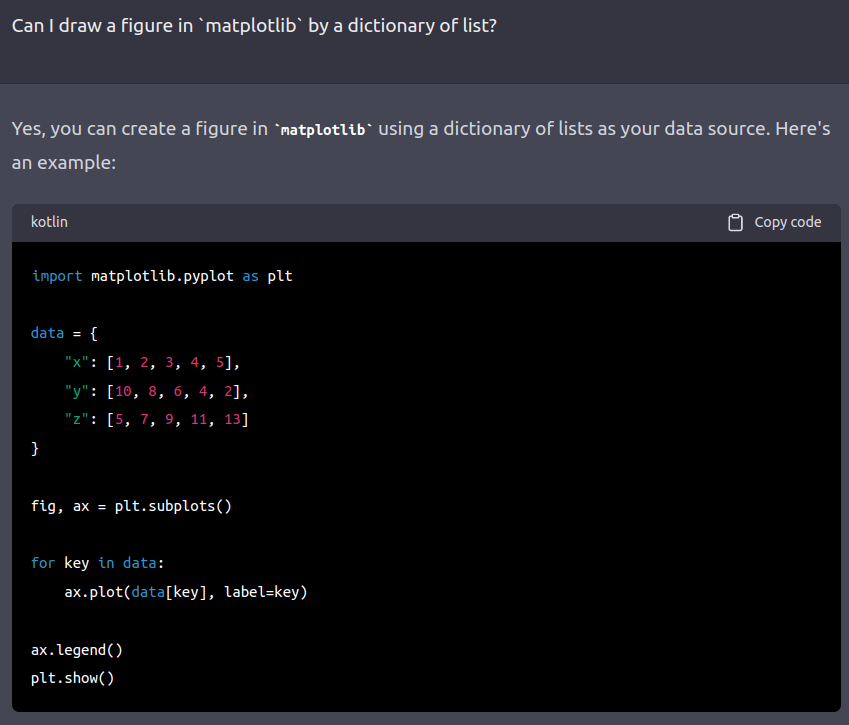 Can I draw a figure in `matplotlib` by a dictionary of list?
Yes, you can create a figure in `matplotlib` using a dictionary of lists as your data source. Here's
an example:
kotlin
Copy code
import matplotlib.pyplot as plt
data = {
    "x": [1, 2, 3, 4, 5],
    "y": [10, 8, 6, 4, 2],
    "z": [5, 7, 9, 11, 13]
}
fig, ax = plt.subplots()
for key in data:
    ax.plot(data[key], label=key)
ax.legend()
plt.show()